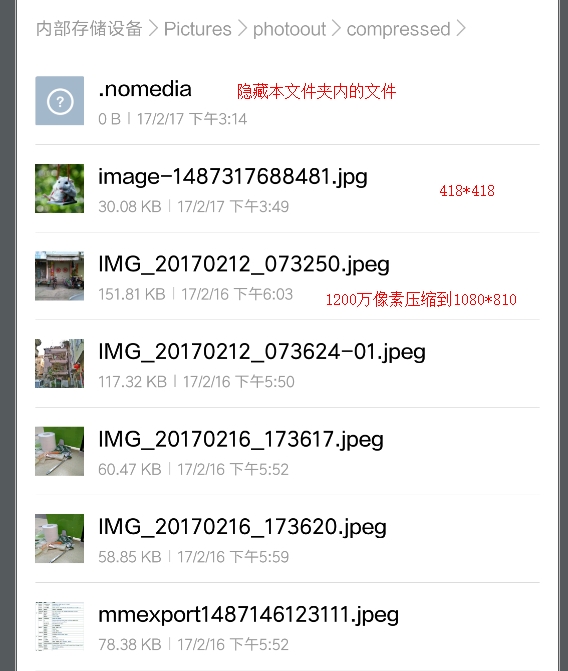 内部存储设备 > Pictures > photoout > compressed >
.nomedia 隐藏本文件夹内的文件
0 B | 17/2/17 下午3:14
image-1487317688481.jpg
30.08 KB | 17/2/17 下午3:49 418*418
IMG_20170212_073250.jpeg
151.81 KB | 17/2/16 下午6:03 1200万像素压缩到1080*810
IMG_20170212_073624-01.jpeg
117.32 KB | 17/2/16 下午5:50
IMG_20170216_173617.jpeg
60.47 KB | 17/2/16 下午5:52
IMG_20170216_173620.jpeg
58.85 KB | 17/2/16 下午5:59
mmexport1487146123111.jpeg
78.38 KB | 17/2/16 下午5:52